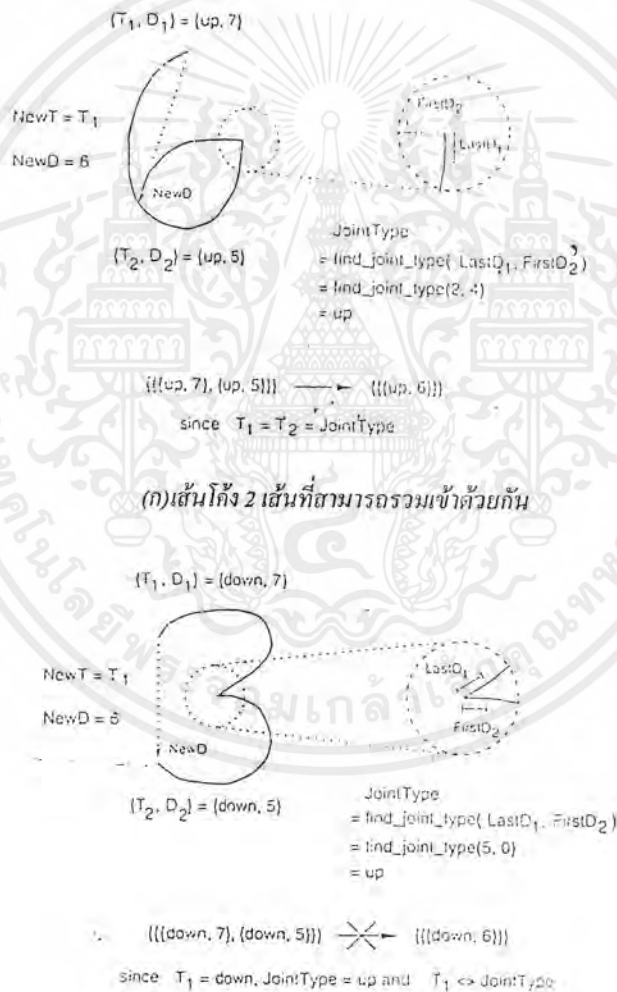 {T₁, D₁} = {up, 7}
FirstD₂
NewT = T₁
LastD₁
NewD = 6
NewD
JointType
{T₂, D₂} = {up, 5}
= find_joint_type( LastD₁, FirstD₂)
= find_joint_type(2, 4)
= up
{{{up, 7}, {up, 5}}} → {{{up, 6}}}
since T₁ = T₂ = JointType
(ก)เส้นโค้ง 2 เส้นที่สามารถรวมเข้าด้วยกัน
{T₁, D₁} = {down, 7}
LastD₁
NewT = T₁
NewD = 6
FirstD₂
NewD
JointType
{T₂, D₂} = {down, 5}
= find_joint_type( LastD₁, FirstD₂)
= find_joint_type(5, 0)
= up
{{{down, 7}, {down, 5}}} → {{{down, 6}}}
since T₁ = down, JointType = up and T₁ <> JointType